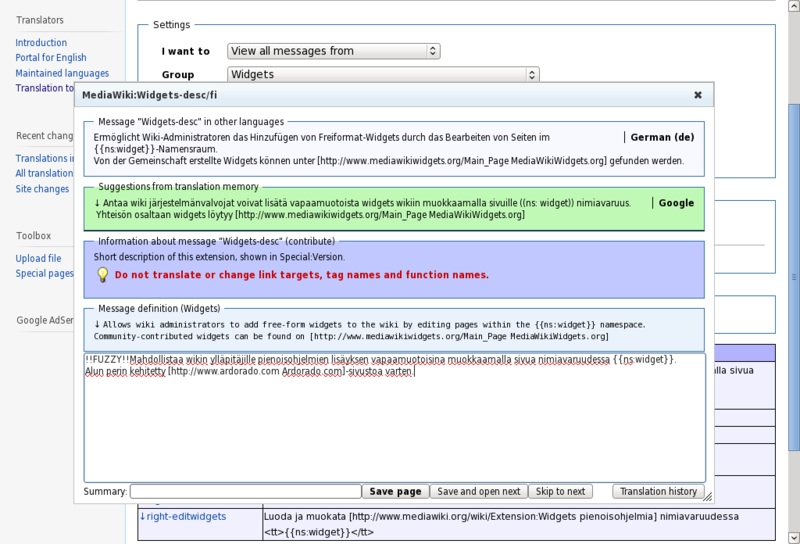 Translators
Introduction
Portal for English
Maintained languages
Translation to
Recent chang
Translations in
All translation
Site changes
Toolbox
Upload file
Special pages
Google AdSer
Settings
I want to View all messages from
Group Widgets
MediaWiki:Widgets-desc/fi
Message "Widgets-desc" in other languages
Ermöglicht Wiki-Administratoren das Hinzufügen von Freiformat-Widgets durch das Bearbeiten von Seiten im German (de)
{{ns:widget}}-Namensraum.
Von der Gemeinschaft erstellte Widgets können unter [http://www.mediawikiwidgets.org/Main_Page MediaWikiWidgets.org] gefunden werden.
Suggestions from translation memory
↓ Antaa wiki järjestelmänvalvojat voivat lisätä vapaamuotoista widgets wikiin muokkaamalla sivuille ((ns: widget)) nimiavaruus. Google
Yhteisön osaltaan widgets löytyy [http://www.mediawikiwidgets.org/Main_Page MediaWikiWidgets.org]
Information about message "Widgets-desc" (contribute)
Short description of this extension, shown in Special:Version.
Do not translate or change link targets, tag names and function names.
Message definition (Widgets)
↓ Allows wiki administrators to add free-form widgets to the wiki by editing pages within the {{ns:widget}} namespace.
Community-contributed widgets can be found on [http://www.mediawikiwidgets.org/Main_Page MediaWikiWidgets.org]
!!FUZZY!!Mahdollistaa wikin ylläpitäjille pienoisohjelmien lisäyksen vapaamuotoisina muokkaamalla sivua nimiavaruudessa {{ns:widget}}.
Alun perin kehitetty [http://www.ardorado.com Ardorado.com]-sivustoa varten.
Summary: Save page Save and open next Skip to next Translation history
lla sivua
↓right-editwidgets Luoda ja muokata [http://www.mediawiki.org/wiki/Extension:Widgets pienoisohjelmia] nimiavaruudessa
<tt>{{ns:widget}}</tt>